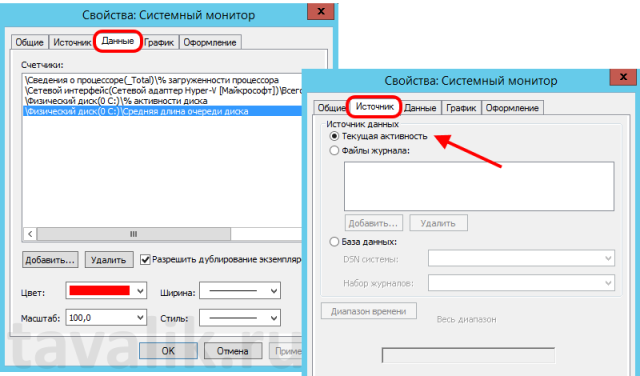 Свойства: Системный монитор
x
Общие Источник Данные График Оформление
Счетчики:
\Сведения о процессоре(_Total)\% загруженности процессора
\Сетевой интерфейс(Сетевой адаптер Hyper-V [Майкрософт])\Всего
\Физический диск(0 C:)\% активности диска
\Физический диск(0 C:)\Средняя длина очереди диска
Добавить... Удалить Разрешить дублирование экземпляр
Цвет: Ширина:
Масштаб: 100,0 Стиль:
ОК Отмена Приме
tavalik.ru
Свойства: Системный монитор
x
Общие Источник Данные График Оформление
Источник данных
Текущая активность
Файлы журнала:
Добавить... Удалить
База данных:
DSN системы:
Набор журналов:
Диапазон времени Весь диапазон